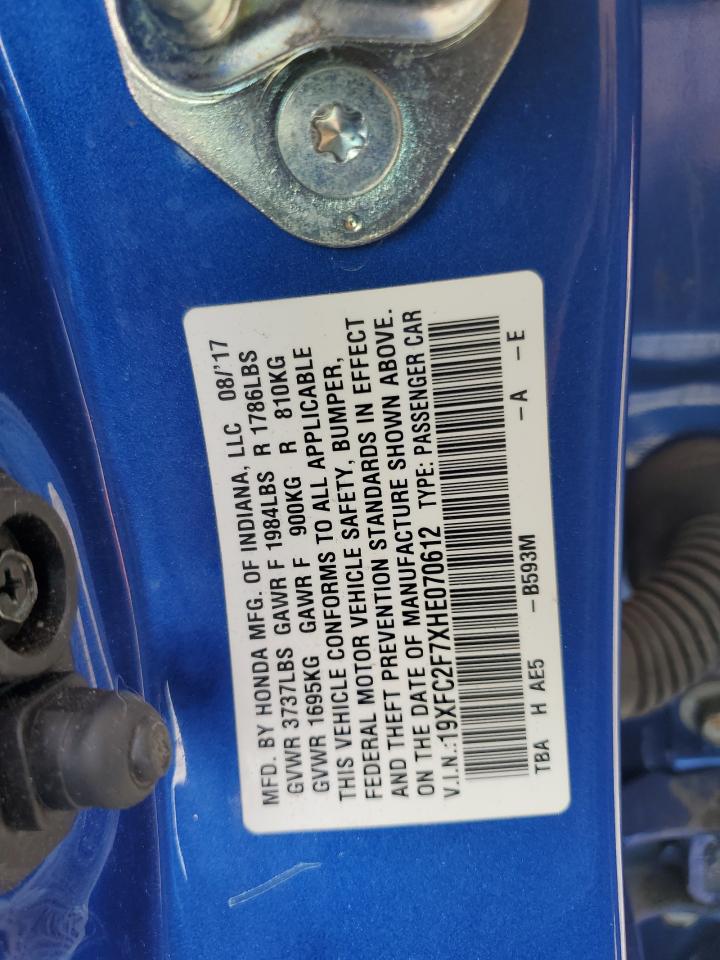 MFD. BY HONDA MFG. OF INDIANA, LLC 08/'17
GVWR 3737LBS GAWR F 1984LBS R 1786LBS
GVWR 1695KG GAWR F 900KG R 810KG
THIS VEHICLE CONFORMS TO ALL APPLICABLE
FEDERAL MOTOR VEHICLE SAFETY, BUMPER,
AND THEFT PREVENTION STANDARDS IN EFFECT
ON THE DATE OF MANUFACTURE SHOWN ABOVE.
V.I.N.:19XFC2F7XHE070612 TYPE: PASSENGER CAR
TBA H AE5 -B593M -A -E